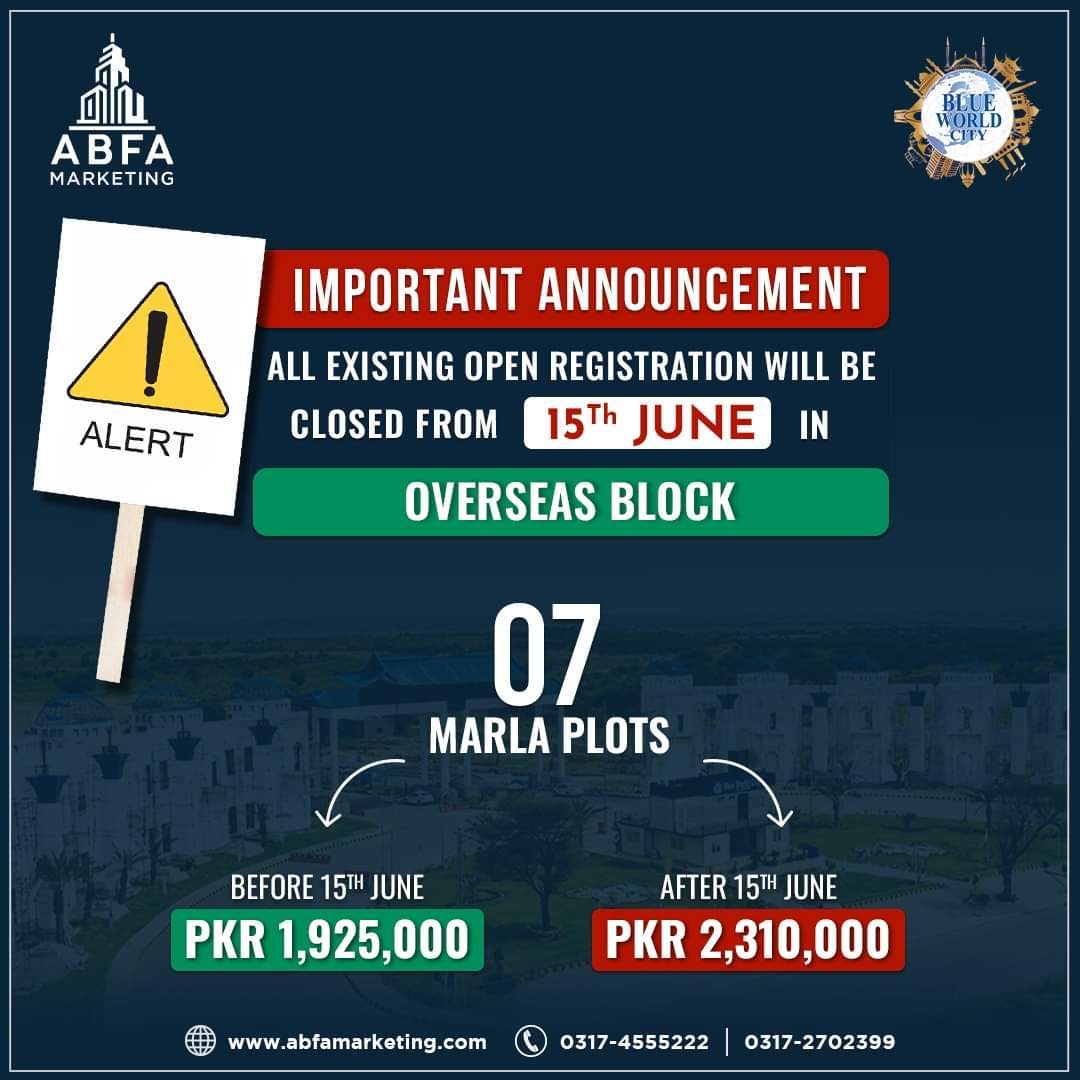 ABFA
MARKETING
BLUE
WORLD
CITY
ALERT
IMPORTANT ANNOUNCEMENT
ALL EXISTING OPEN REGISTRATION WILL BE
CLOSED FROM 15Th JUNE IN
OVERSEAS BLOCK
07
MARLA PLOTS
BEFORE 15TH JUNE
PKR 1,925,000
AFTER 15TH JUNE
PKR 2,310,000
www.abfamarketing.com 0317-4555222 | 0317-2702399